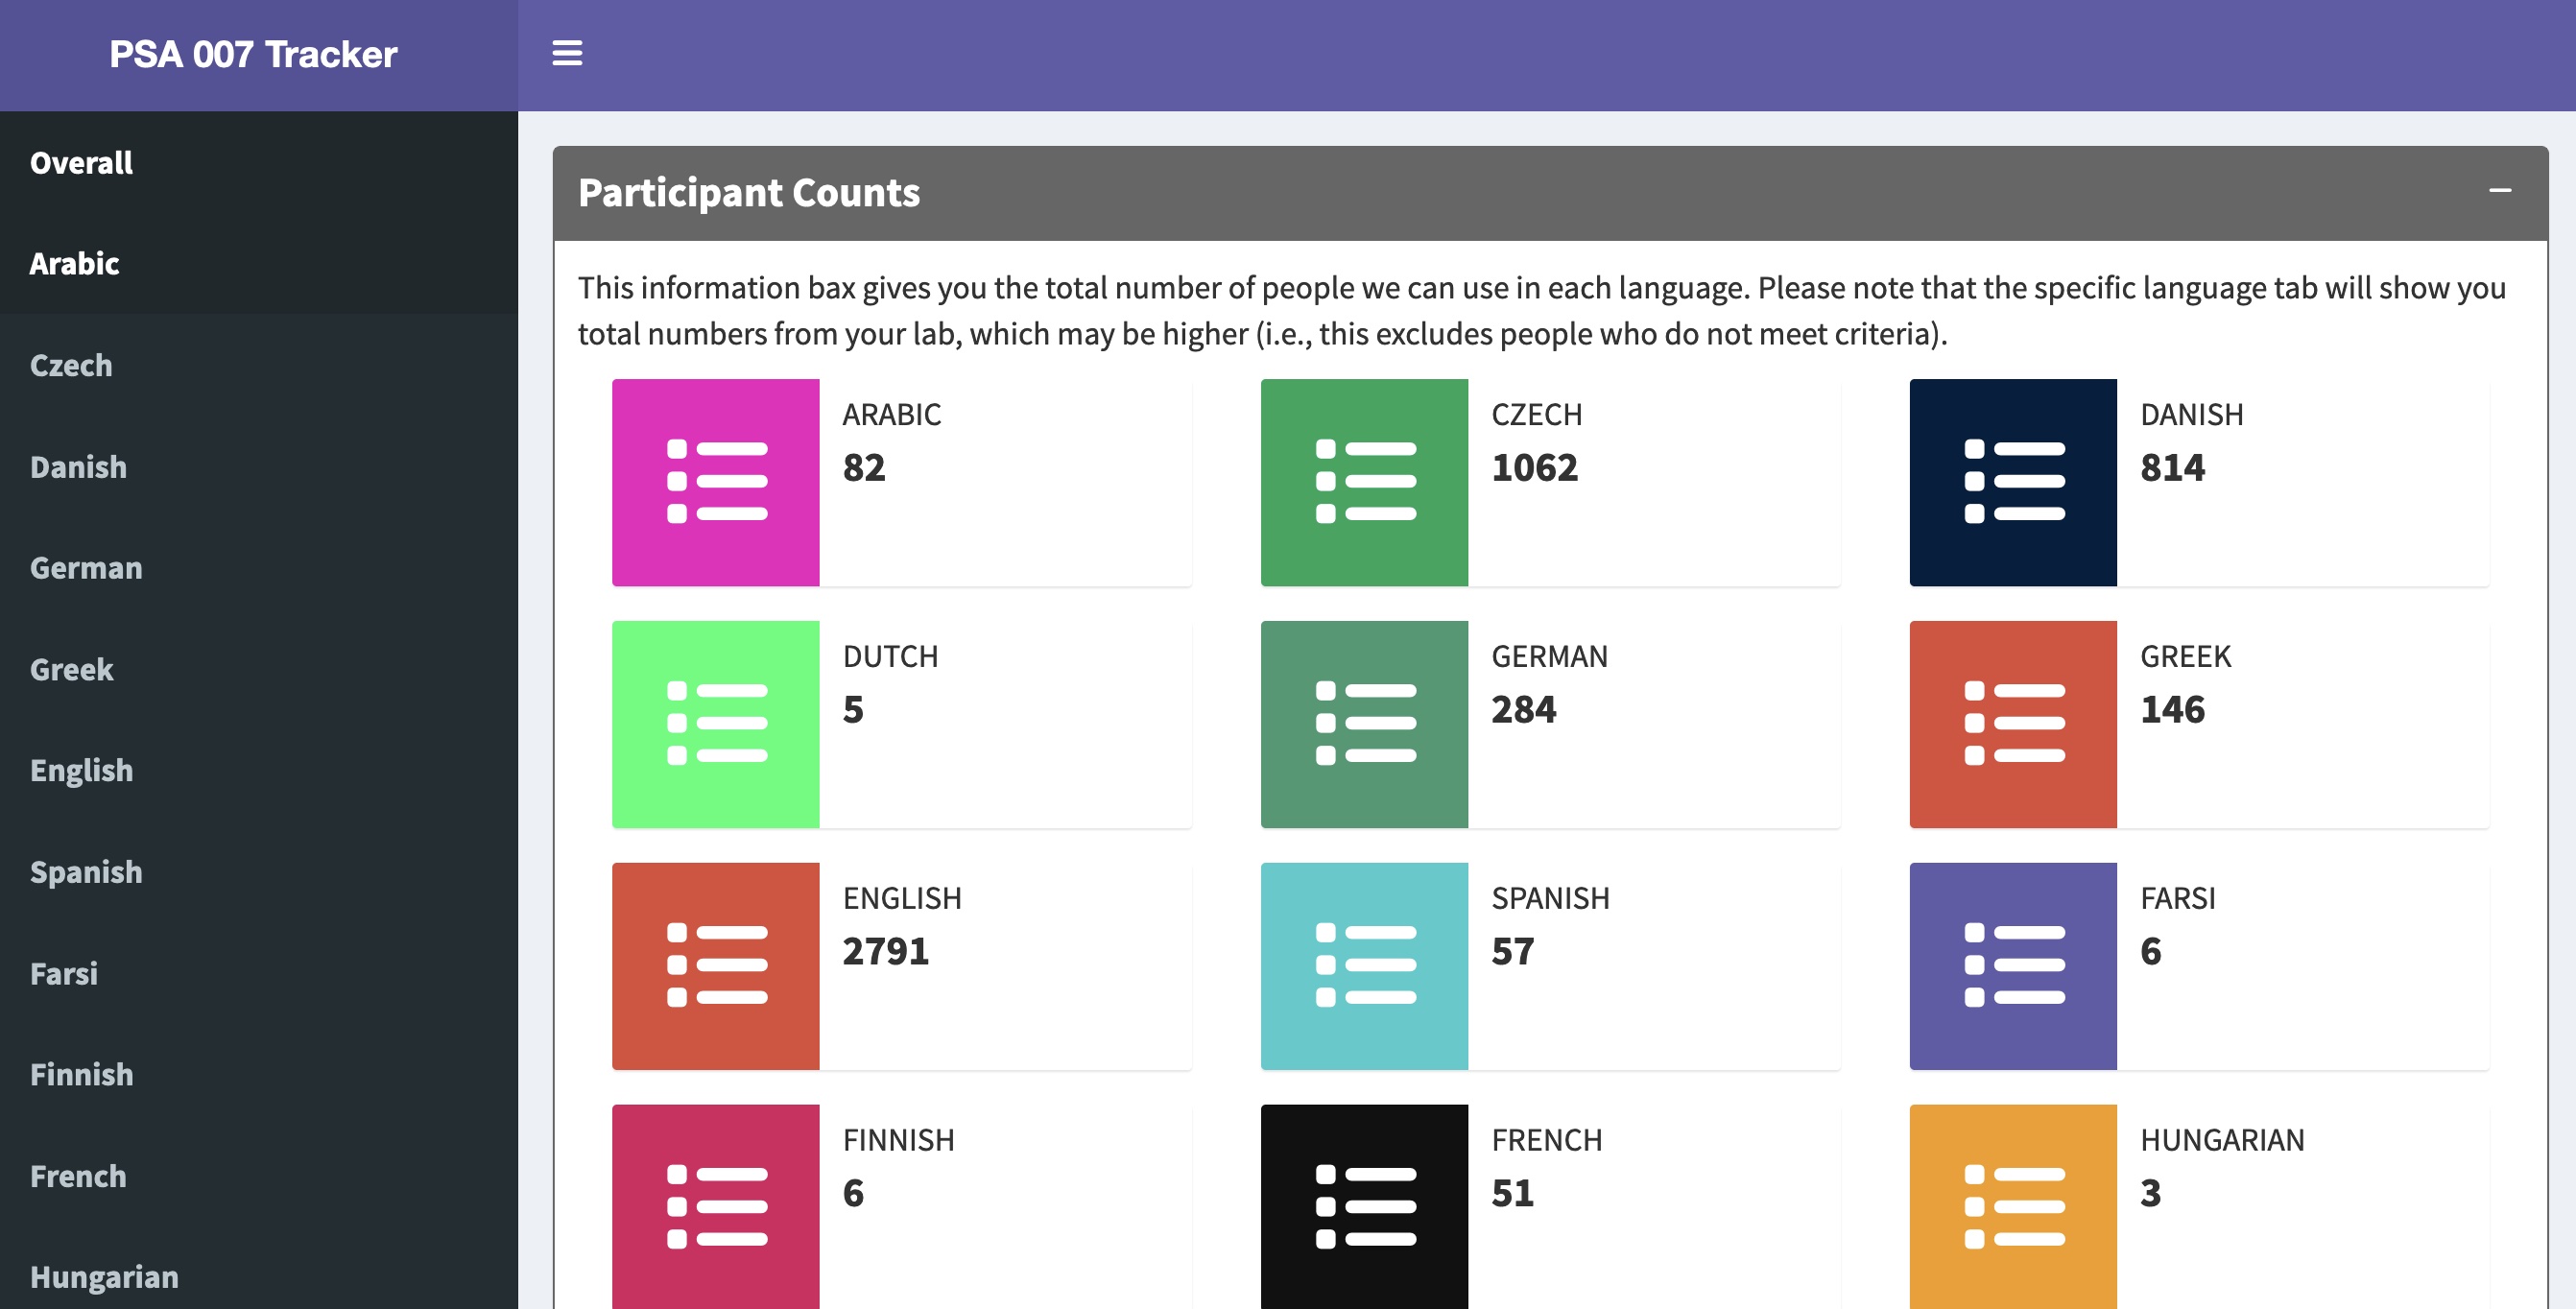 PSA 007 Tracker
Overall
Arabic
Czech
Danish
German
Greek
English
Spanish
Farsi
Finnish
French
Hungarian
Participant Counts
This information bax gives you the total number of people we can use in each language. Please note that the specific language tab will show you
total numbers from your lab, which may be higher (i.e., this excludes people who do not meet criteria).
ARABIC
82
CZECH
1062
DANISH
814
DUTCH
5
GERMAN
284
GREEK
146
ENGLISH
2791
SPANISH
57
FARSI
6
FINNISH
6
FRENCH
51
HUNGARIAN
3